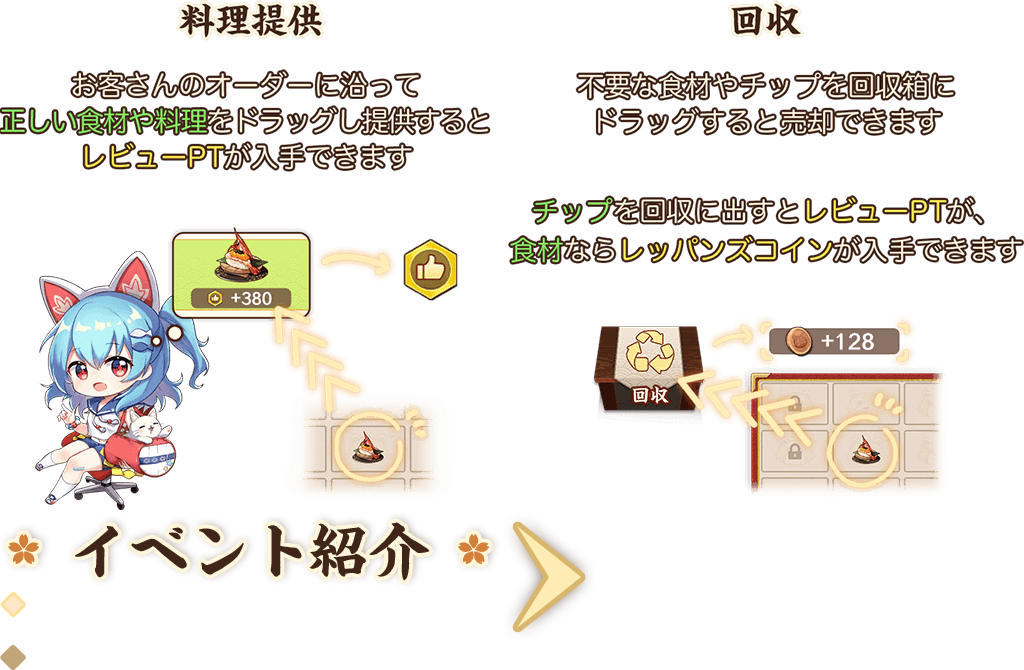 料理提供
お客さんのオーダーに沿って
正しい食材や料理をドラッグし提供すると
レビューPTが入手できます
+380
回収
不要な食材やチップを回収箱に
ドラッグすると売却できます
チップを回収に出すとレビューPTが、
食材ならレッパンズコインが入手できます
回収
+128
イベント紹介